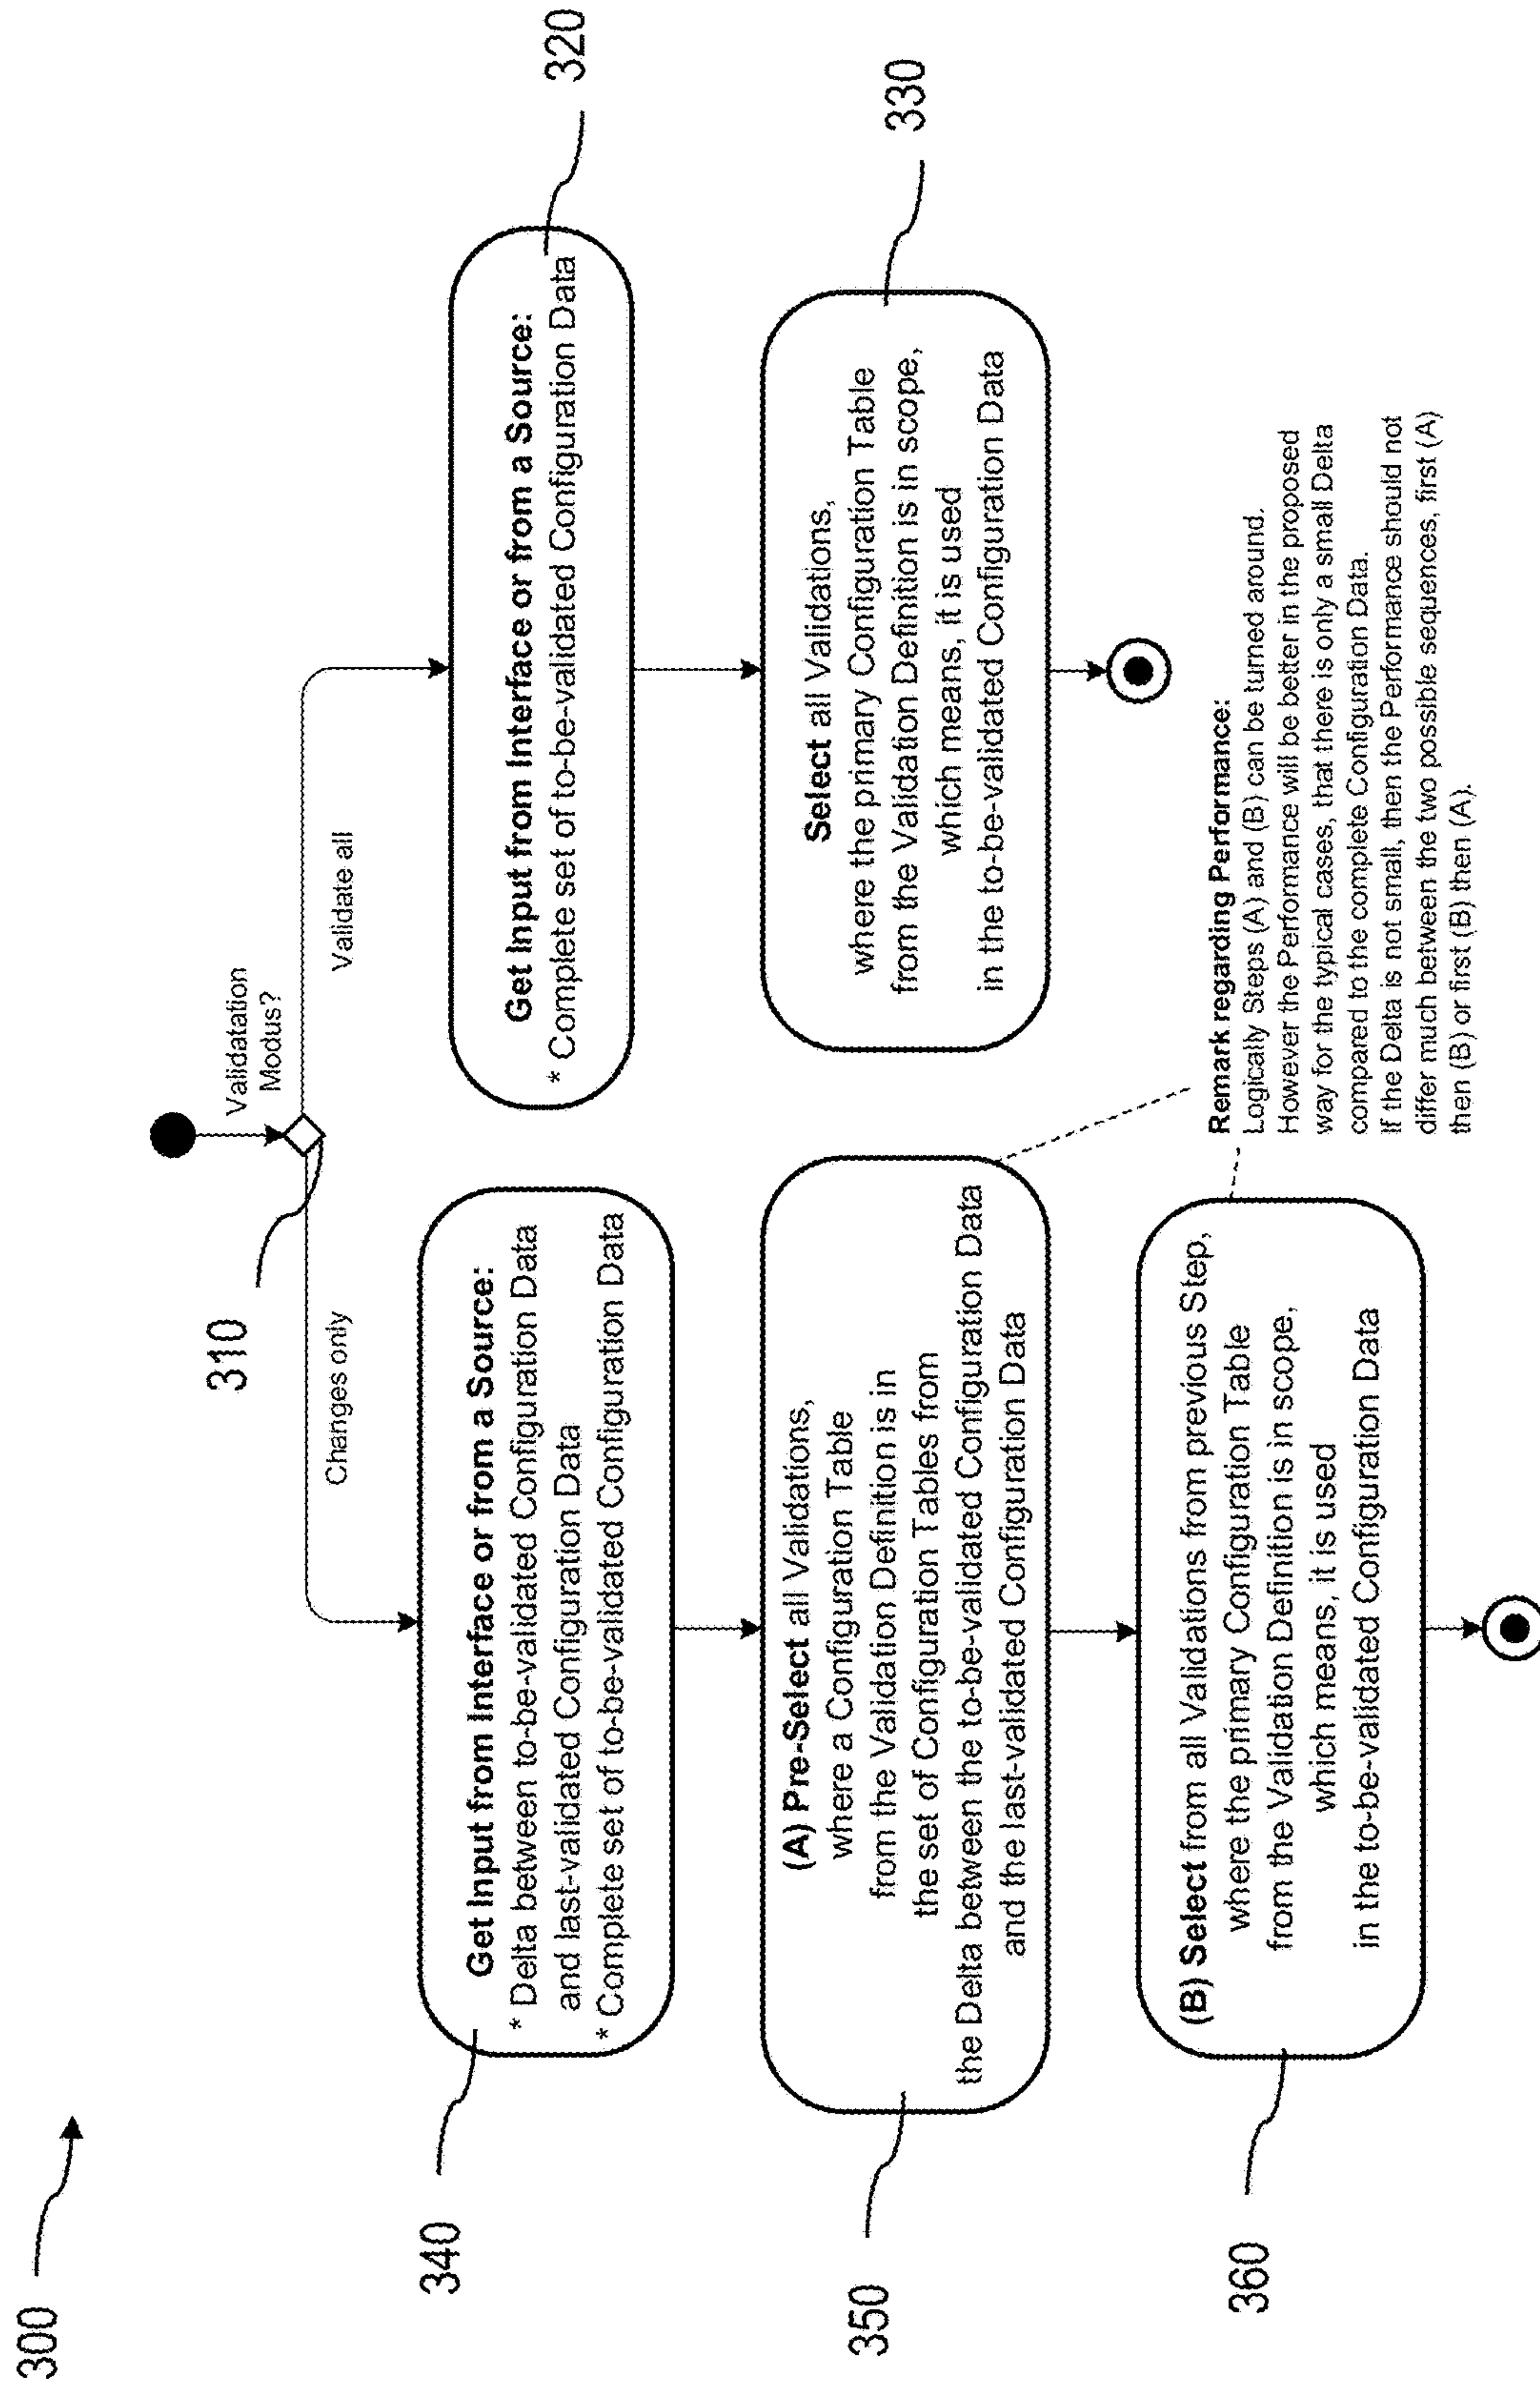 300
Validatation
Modus?
310
Changes only
Validate all
340
Get Input from Interface or from a Source:
* Delta between to-be-validated Configuration Data
and last-validated Configuration Data
* Complete set of to-be-validated Configuration Data
320
Get Input from Interface or from a Source:
* Complete set of to-be-validated Configuration Data
350
(A) Pre-Select all Validations,
where a Configuration Table
from the Validation Definition is in
the set of Configuration Tables from
the Delta between the to-be-validated Configuration Data
and the last-validated Configuration Data
330
Select all Validations,
where the primary Configuration Table
from the Validation Definition is in scope,
which means, it is used
in the to-be-validated Configuration Data
360
(B) Select from all Validations from previous Step,
where the primary Configuration Table
from the Validation Definition is in scope,
which means, it is used
in the to-be-validated Configuration Data
Remark regarding Performance:
Logically Steps (A) and (B) can be turned around.
However the Performance will be better in the proposed
way for the typical cases, that there is only a small Delta
compared to the complete Configuration Data.
If the Delta is not small, then the Performance should not
differ much between the two possible sequences, first (A)
then (B) or first (B) then (A).